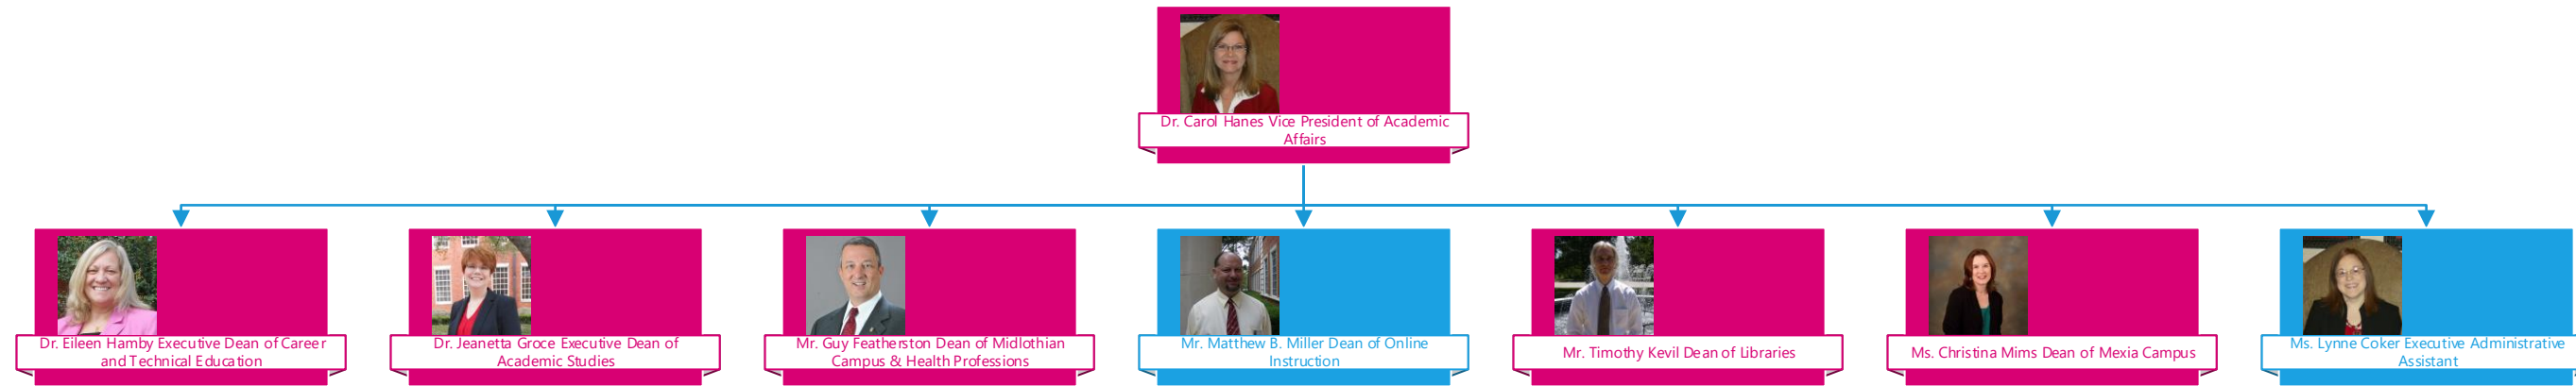 Dr. Carol Hanes Vice President of Academic
Affairs
Dr. Eileen Hamby Executive Dean of Career
and Technical Education
Dr. Jeanetta Groce Executive Dean of
Academic Studies
Mr. Guy Featherston Dean of Midlothian
Campus & Health Professions
Mr. Matthew B. Miller Dean of Online
Instruction
Mr. Timothy Kevil Dean of Libraries
Ms. Christina Mims Dean of Mexia Campus
Ms. Lynne Coker Executive Administrative
Assistant